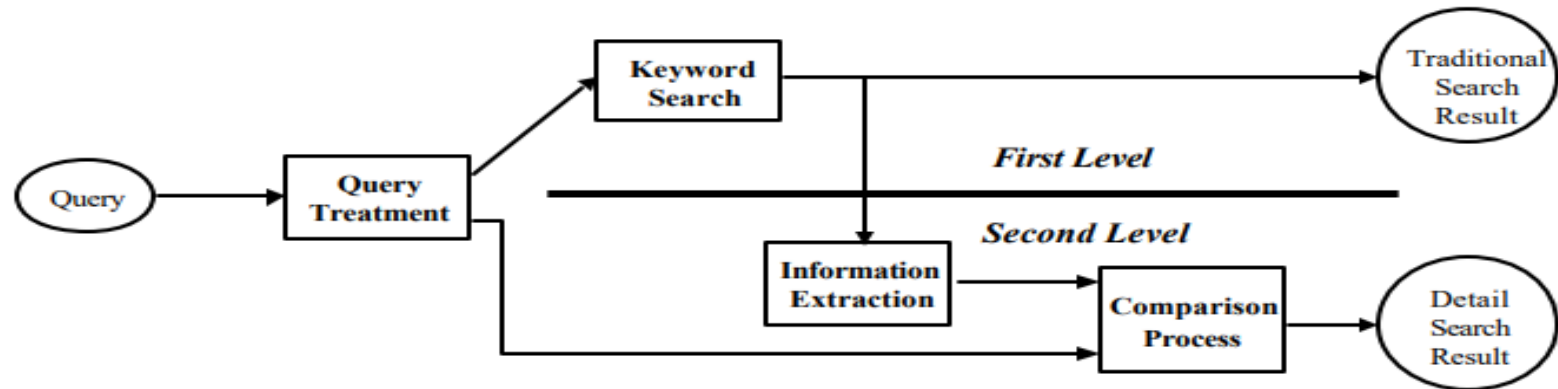 Keyword
Search
Traditional
Search
Result
First Level
Query
Query
Treatment
Second Level
Information
Extraction
Comparison
Process
Detail
Search
Result